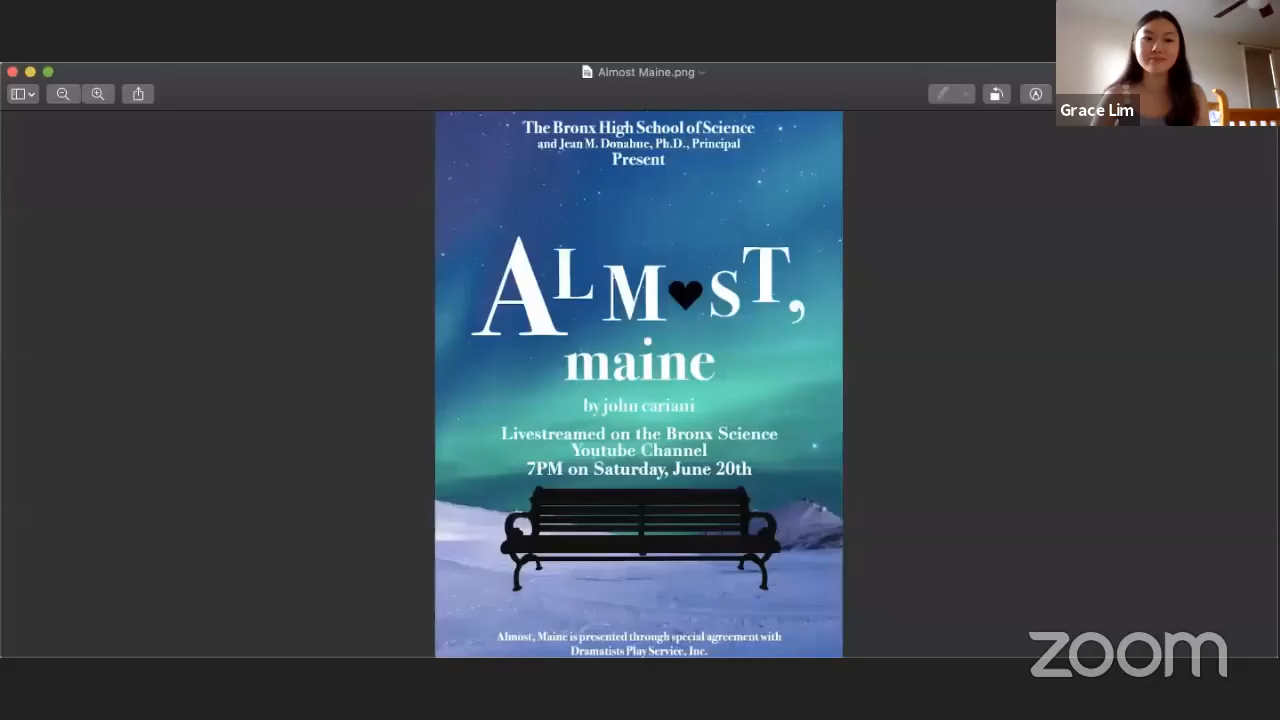 Almost Maine.png
Grace Lim
The Bronx High School of Science
and Jean M. Donahue, Ph.D., Principal
Present
ALM♥ST,
maine
by john cariani
Livestreamed on the Bronx Science
Youtube Channel
7PM on Saturday, June 20th
Almost, Maine is presented through special agreement with
Dramatists Play Service, Inc.
zoom